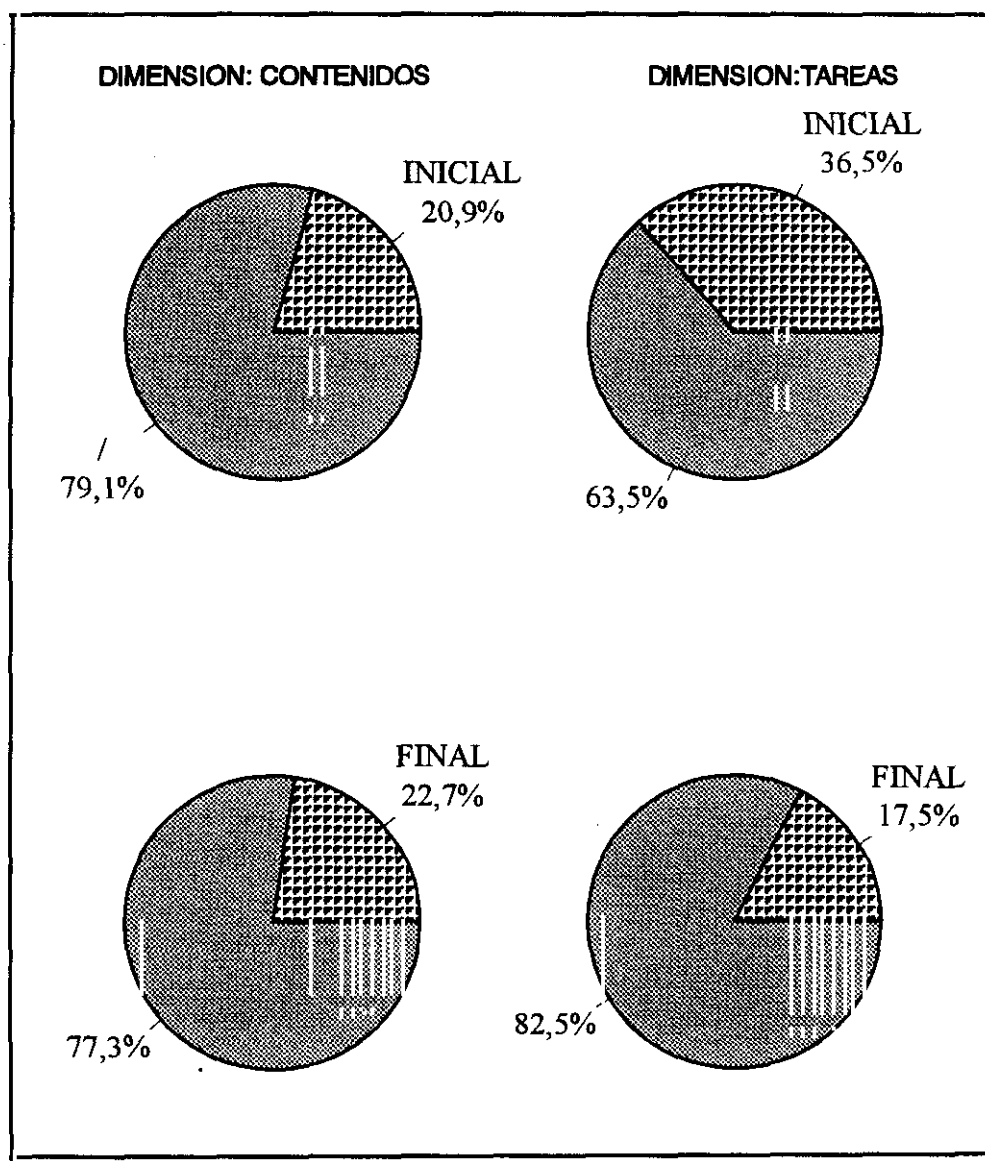 DIMENSION: CONTENIDOS
DIMENSION:TAREAS
INICIAL
20,9%
INICIAL
36,5%
79,1%
63,5%
FINAL
22,7%
FINAL
17,5%
77,3%
82,5%